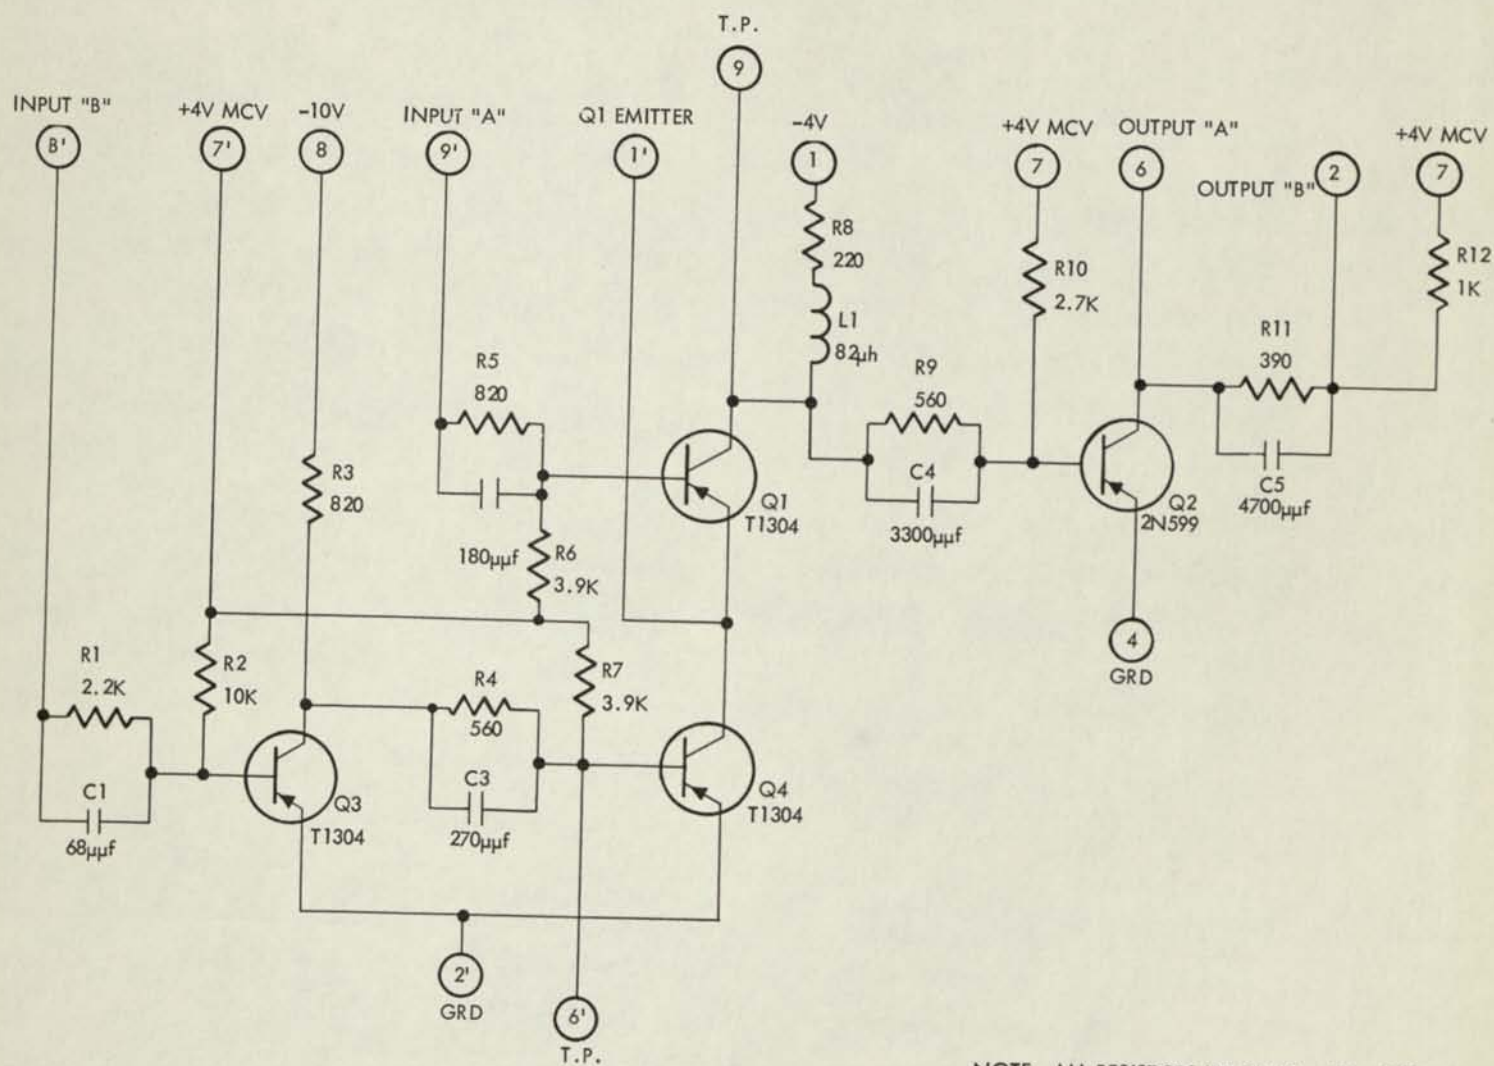 T.P.
9
INPUT "B"
8'
+4V MCV
7'
-10V
8
INPUT "A"
9'
Q1 EMITTER
1'
-4V
1
+4V MCV
7
OUTPUT "A"
6
OUTPUT "B"
2
+4V MCV
7
R8
220
L1
82μh
R10
2.7K
R12
1K
R11
390
R5
820
R9
560
R3
820
C4
3300μμf
Q1
T1304
C5
4700μμf
Q2
2N599
180μμf
R6
3.9K
R1
2.2K
R2
10K
R4
560
R7
3.9K
4
GRD
C1
68μμf
Q3
T1304
C3
270μμf
Q4
T1304
2'
GRD
6'
T.P.